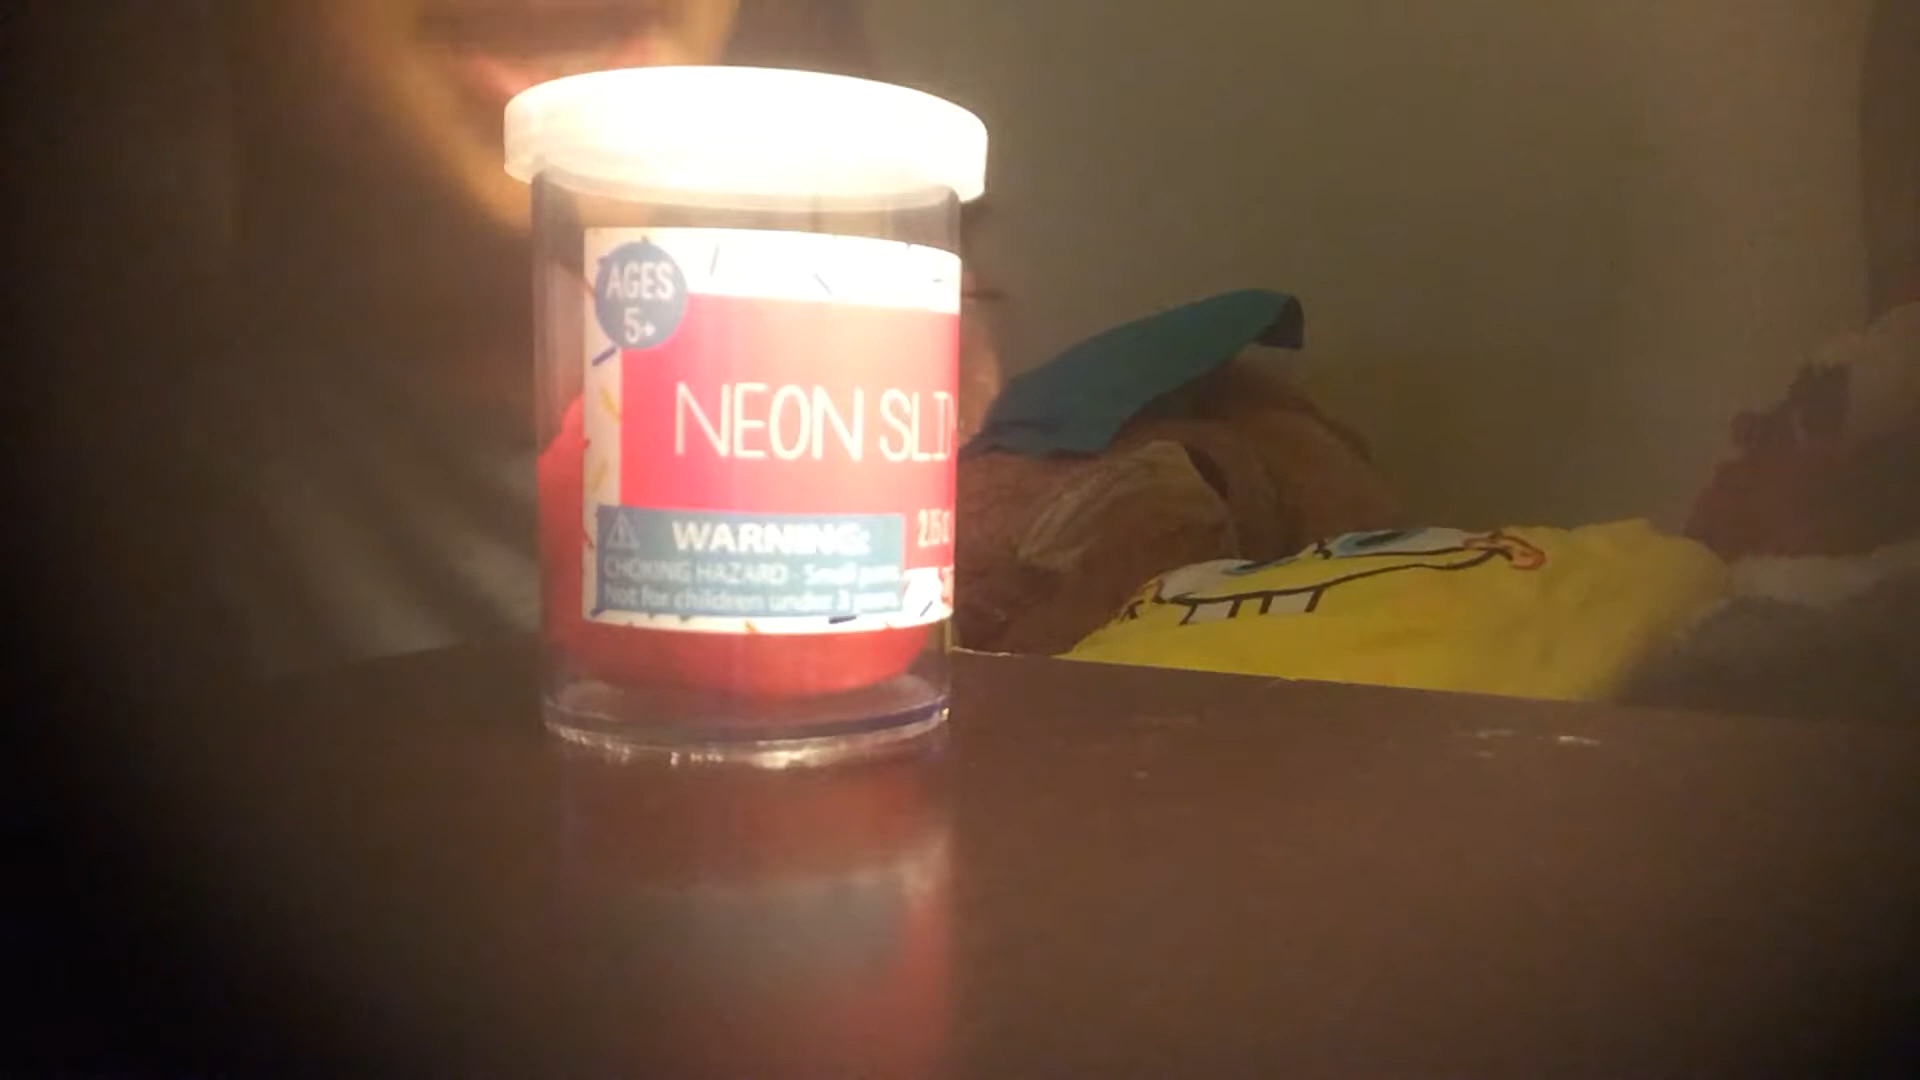 AGES
5+
NEON SLI
WARNING:
CHOKING HAZARD - Small parts
Not for children under 3 years